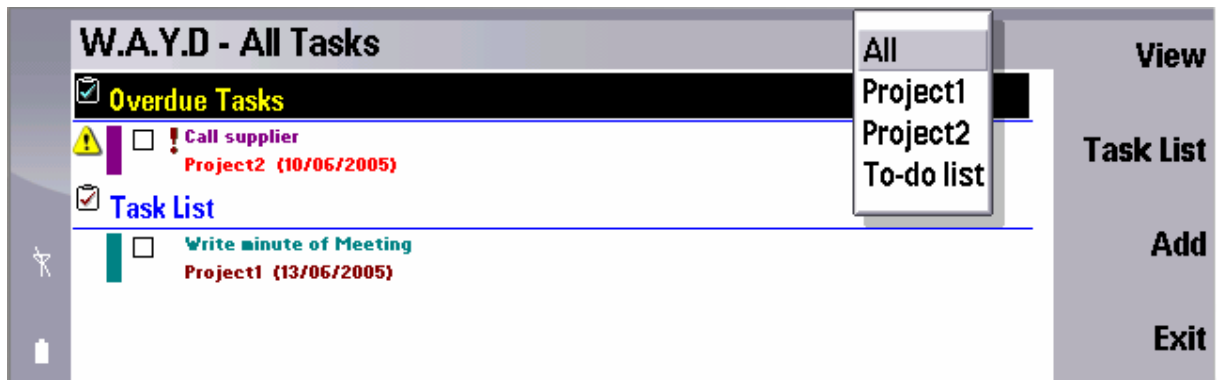 W.A.Y.D - All Tasks
Overdue Tasks
Call supplier
Project2 (10/06/2005)
Task List
Write minute of Meeting
Project1 (13/06/2005)
All
Project1
Project2
To-do list
View
Task List
Add
Exit